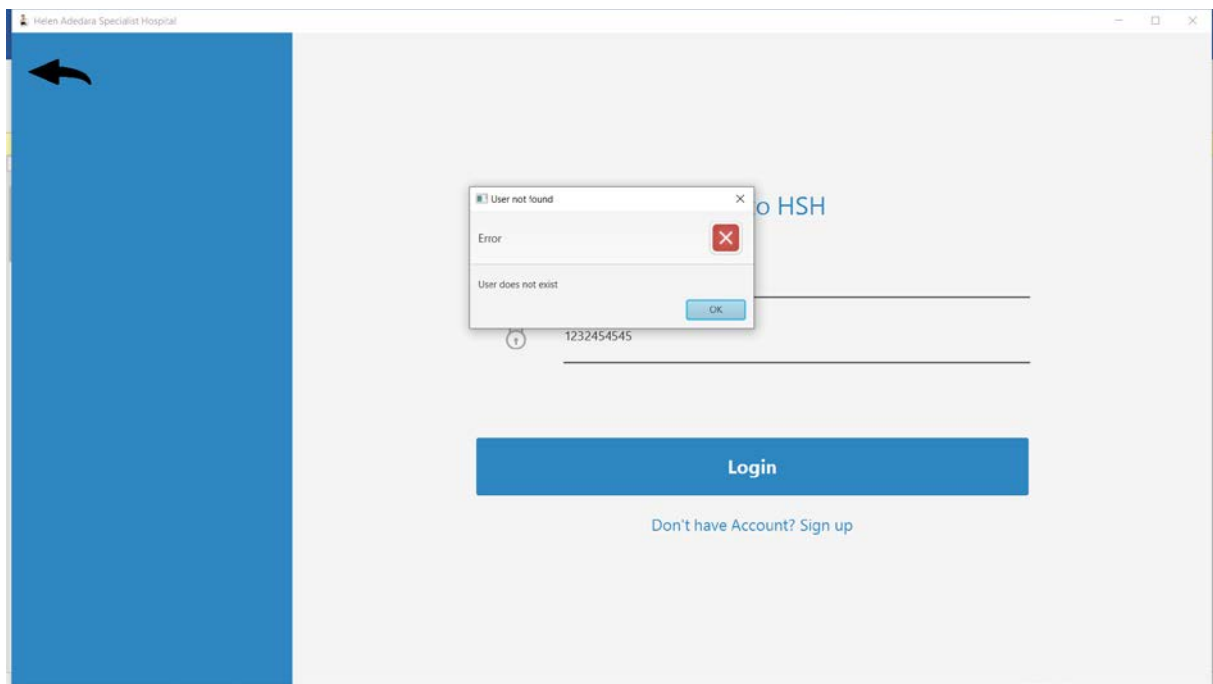 Helen Adedara Specialist Hospital
User not found
o HSH
Error
User does not exist
OK
1232454545
Login
Don't have Account? Sign up